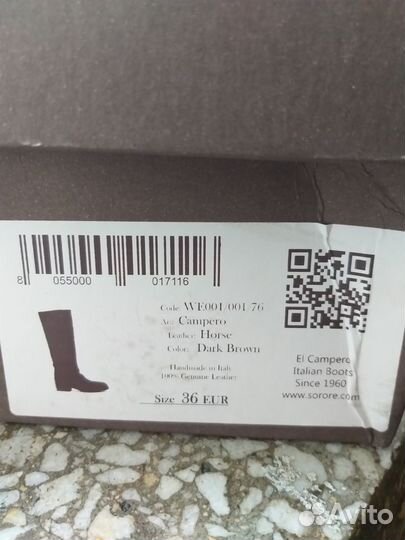 8 055000 017116
Code WE001/001/76
Art: Campero
Leather: Horse
Color: Dark Brown
Handmade in Italy
100% Genuine Leather
Size 36 EUR
El Campero
Italian Boots
Since 1960
www.sorore.com
Avito